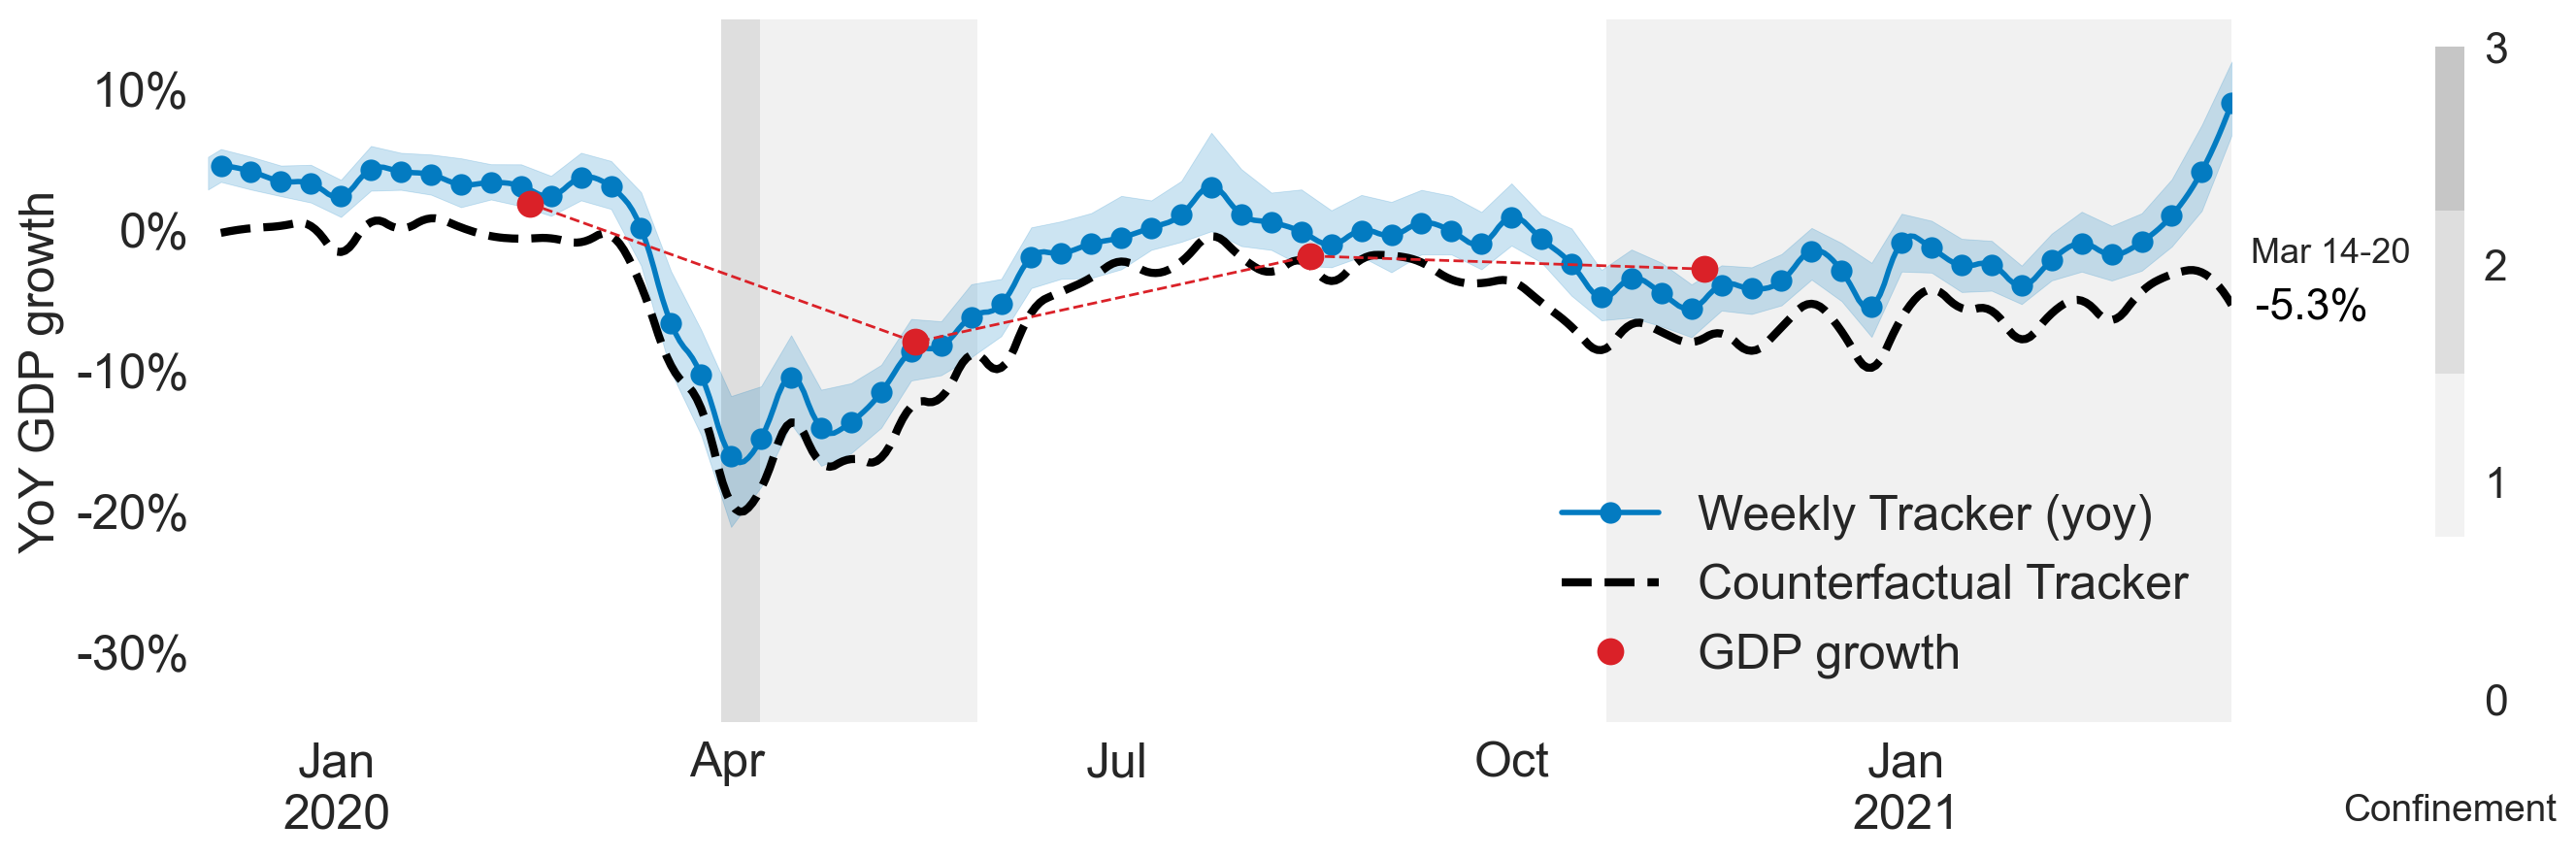 YoY GDP growth
10%
0%
-10%
-20%
-30%
Jan
2020
Apr
Jul
Oct
Jan
2021
Weekly Tracker (yoy)
Counterfactual Tracker
GDP growth
Mar 14-20
-5.3%
3
2
1
0
Confinement